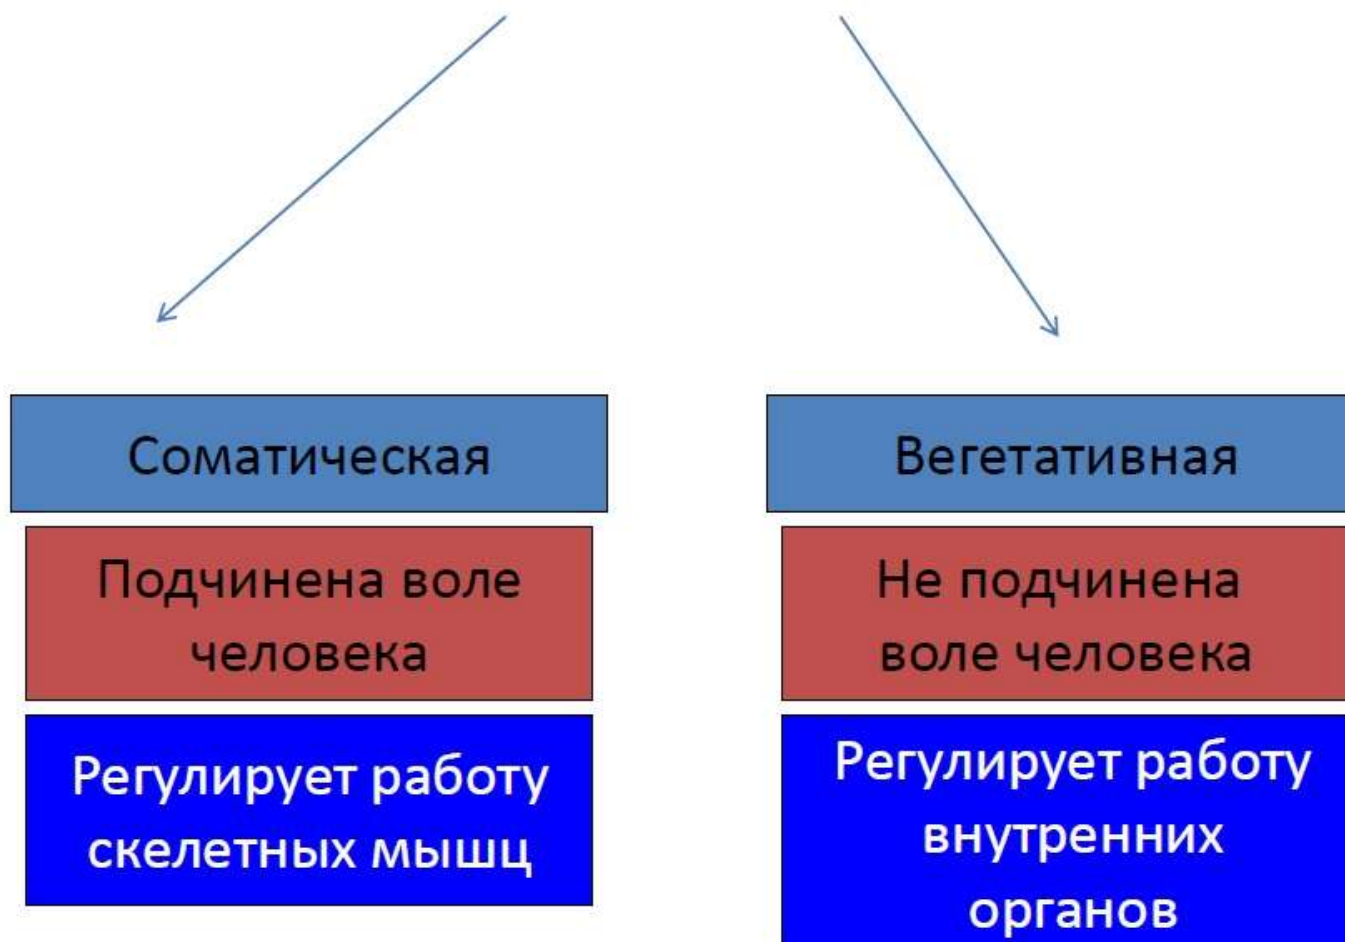 Соматическая
Подчинена воле
человека
Регулирует работу
скелетных мышц
Вегетативная
Не подчинена
воле человека
Регулирует работу
внутренних
органов